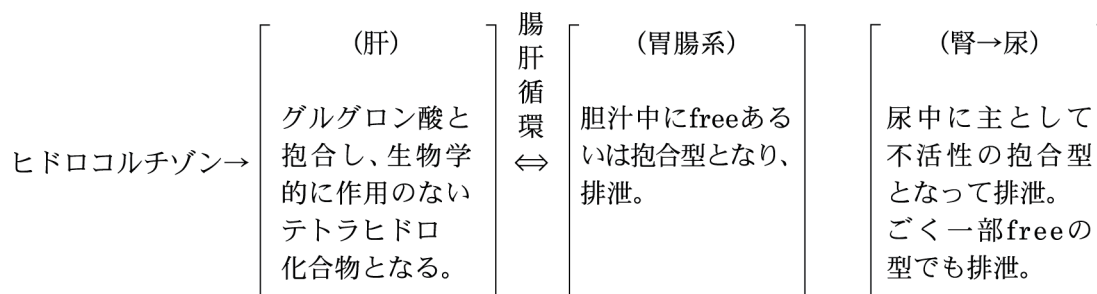 ヒドロコルチゾン→
(肝)
グルグロン酸と
抱合し、生物学
的に作用のない
テトラヒドロ
化合物となる。
腸肝循環
⇔
(胃腸系)
胆汁中にfreeある
いは抱合型となり、
排泄。
(腎→尿)
尿中に主として
不活性の抱合型
となって排泄。
ごく一部freeの
型でも排泄。